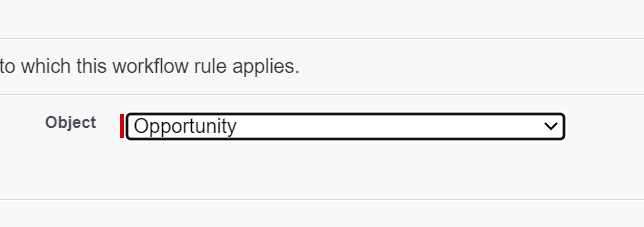 to which this workflow rule applies.
Object Opportunity